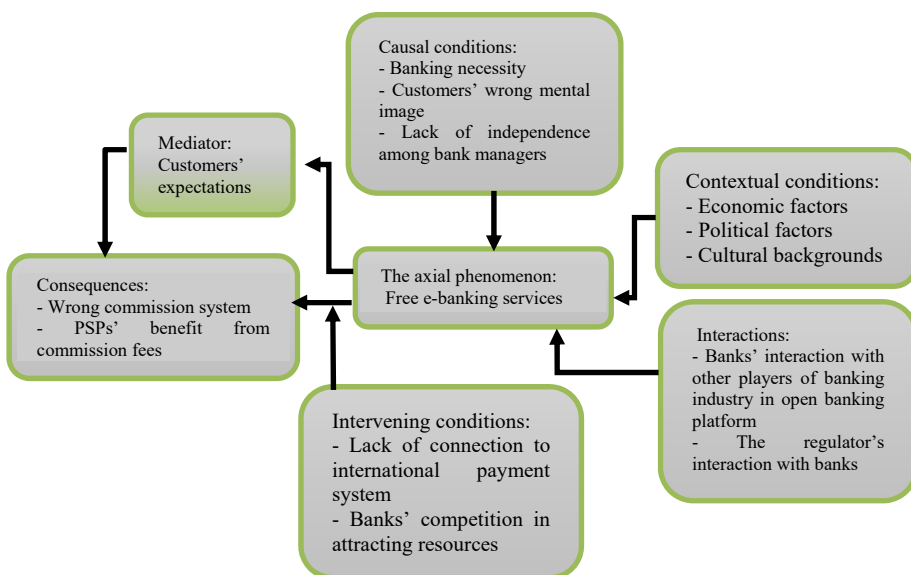 Causal conditions:
- Banking necessity
- Customers’ wrong mental
image
- Lack of independence
among bank managers
Mediator:
Customers’
expectations
Contextual conditions:
- Economic factors
- Political factors
- Cultural backgrounds
The axial phenomenon:
Free e-banking services
Consequences:
- Wrong commission system
- PSPs’ benefit from
commission fees
Interactions:
- Banks’ interaction with
other players of banking
industry in open banking
platform
- The regulator’s
interaction with banks
Intervening conditions:
- Lack of connection to
international payment
system
- Banks’ competition in
attracting resources